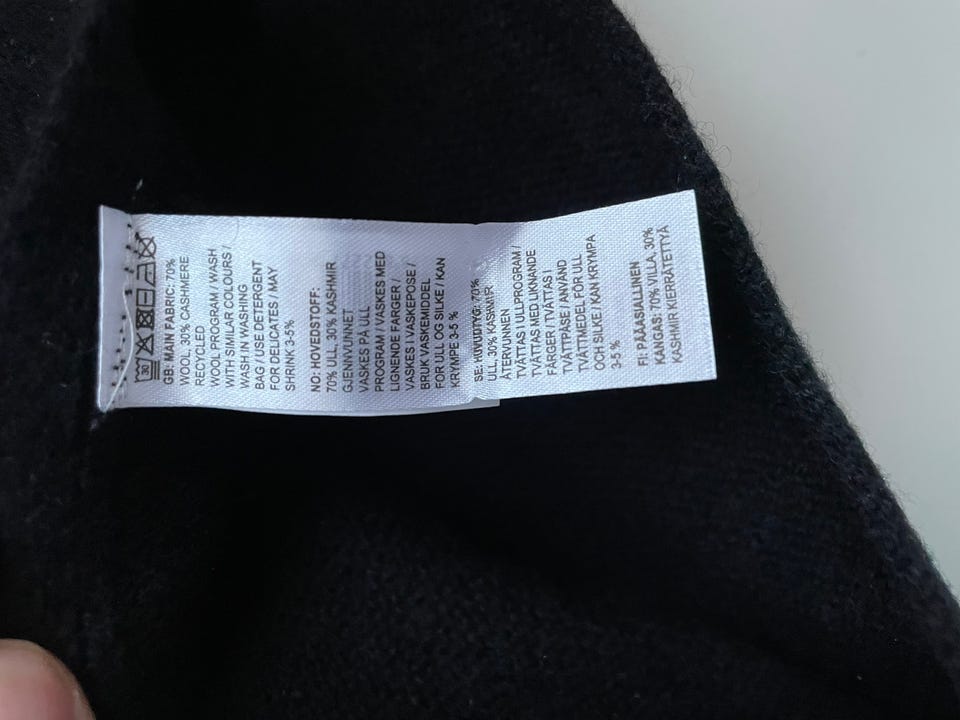 30
GB: MAIN FABRIC: 70%
WOOL, 30% CASHMERE
RECYCLED
WOOL PROGRAM / WASH
WITH SIMILAR COLOURS /
WASH IN WASHING
BAG / USE DETERGENT
FOR DELICATES / MAY
SHRINK 3-5%
NO: HOVEDSTOFF:
70% ULL, 30% KASHMIR
GJENVUNNET
VASKES PÅ ULL
PROGRAM / VASKES MED
LIGNENDE FARGER /
VASKES I VASKEPOSE /
BRUK VASKEMIDDEL
FOR ULL OG SILKE / KAN
KRYMPE 3-5 %
SE: HUVUDTYG: 70%
ULL, 30% KASMIR
ÅTERVUNNEN
TVÄTTAS I ULLPROGRAM /
TVÄTTAS MED LIKNANDE
FÄRGER / TVÄTTAS I
TVÄTTPÅSE / ANVÄND
TVÄTTMEDEL FÖR ULL
OCH SILKE / KAN KRYMPA
3-5 %
FI: PÄÄASIALLINEN
KANGAS: 70% VILLA, 30%
KASHMIR KIERRÄTETTYÄ